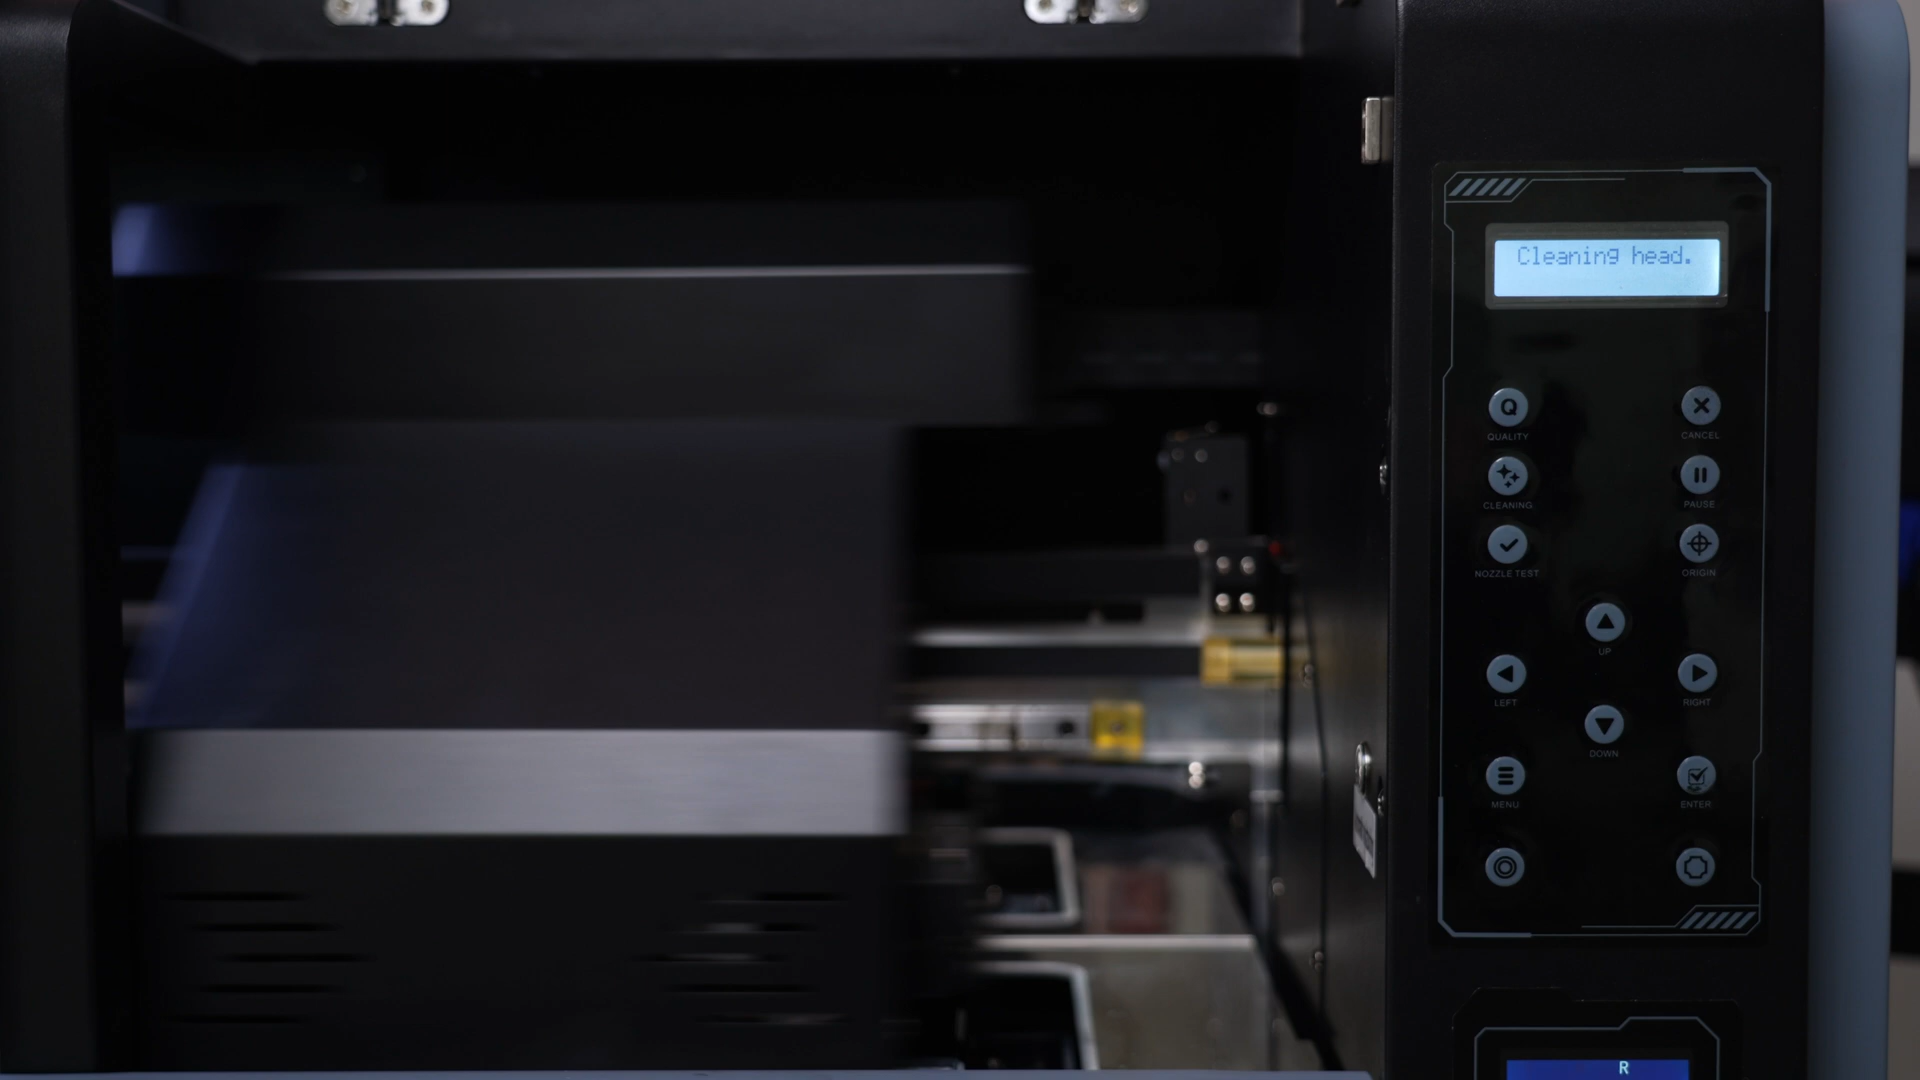 Cleaning head.
Q
QUALITY
CANCEL
CLEANING
PAUSE
NOZZLE TEST
ORIGIN
UP
LEFT
RIGHT
DOWN
MENU
ENTER
R